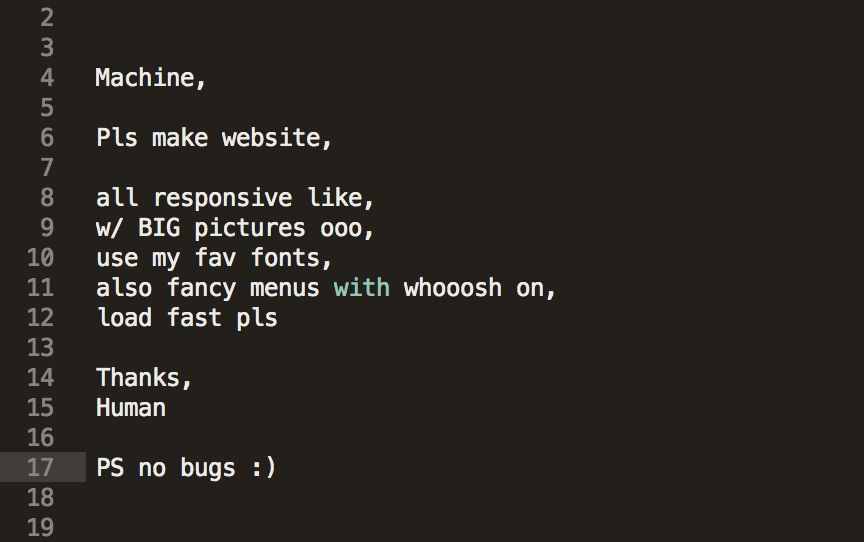 2
3
4 Machine,
5
6 Pls make website,
7
8 all responsive like,
9 w/ BIG pictures ooo,
10 use my fav fonts,
11 also fancy menus with whooosh on,
12 load fast pls
13
14 Thanks,
15 Human
16
17 PS no bugs :)
18
19